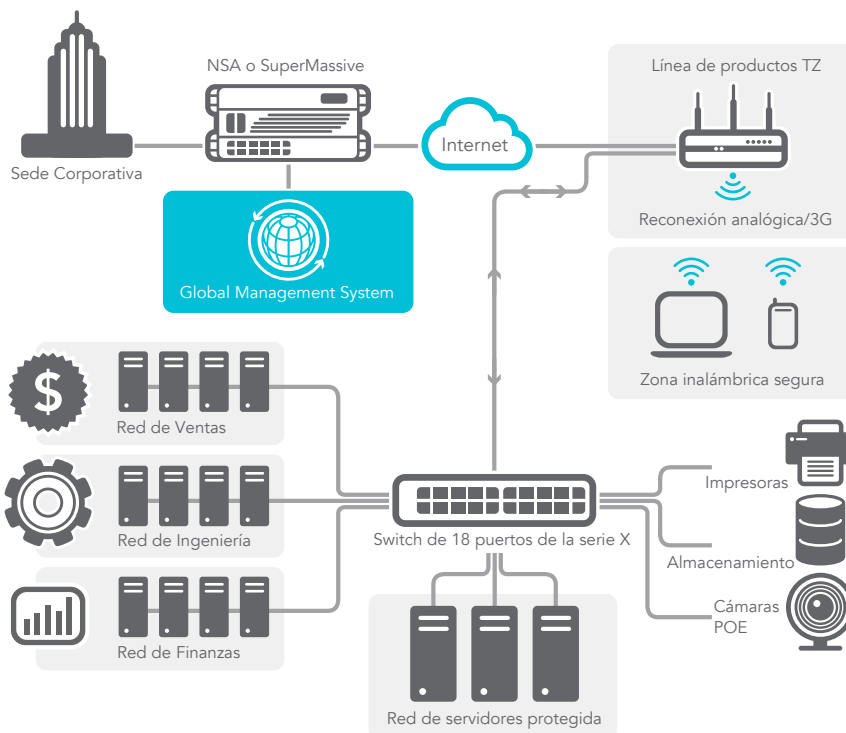 NSA o SuperMassive
Línea de productos TZ
Internet
Sede Corporativa
Reconexión analógica/3G
Global Management System
Zona inalámbrica segura
$
Red de Ventas
Impresoras
Red de Ingeniería
Switch de 18 puertos de la serie X
Almacenamiento
Cámaras
POE
Red de Finanzas
Red de servidores protegida